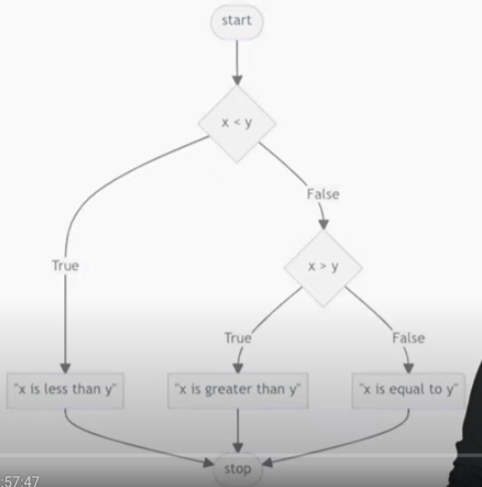 start
x < y
False
True
x > y
True
False
"x is less than y"
"x is greater than y"
"x is equal to y"
stop
:57:47